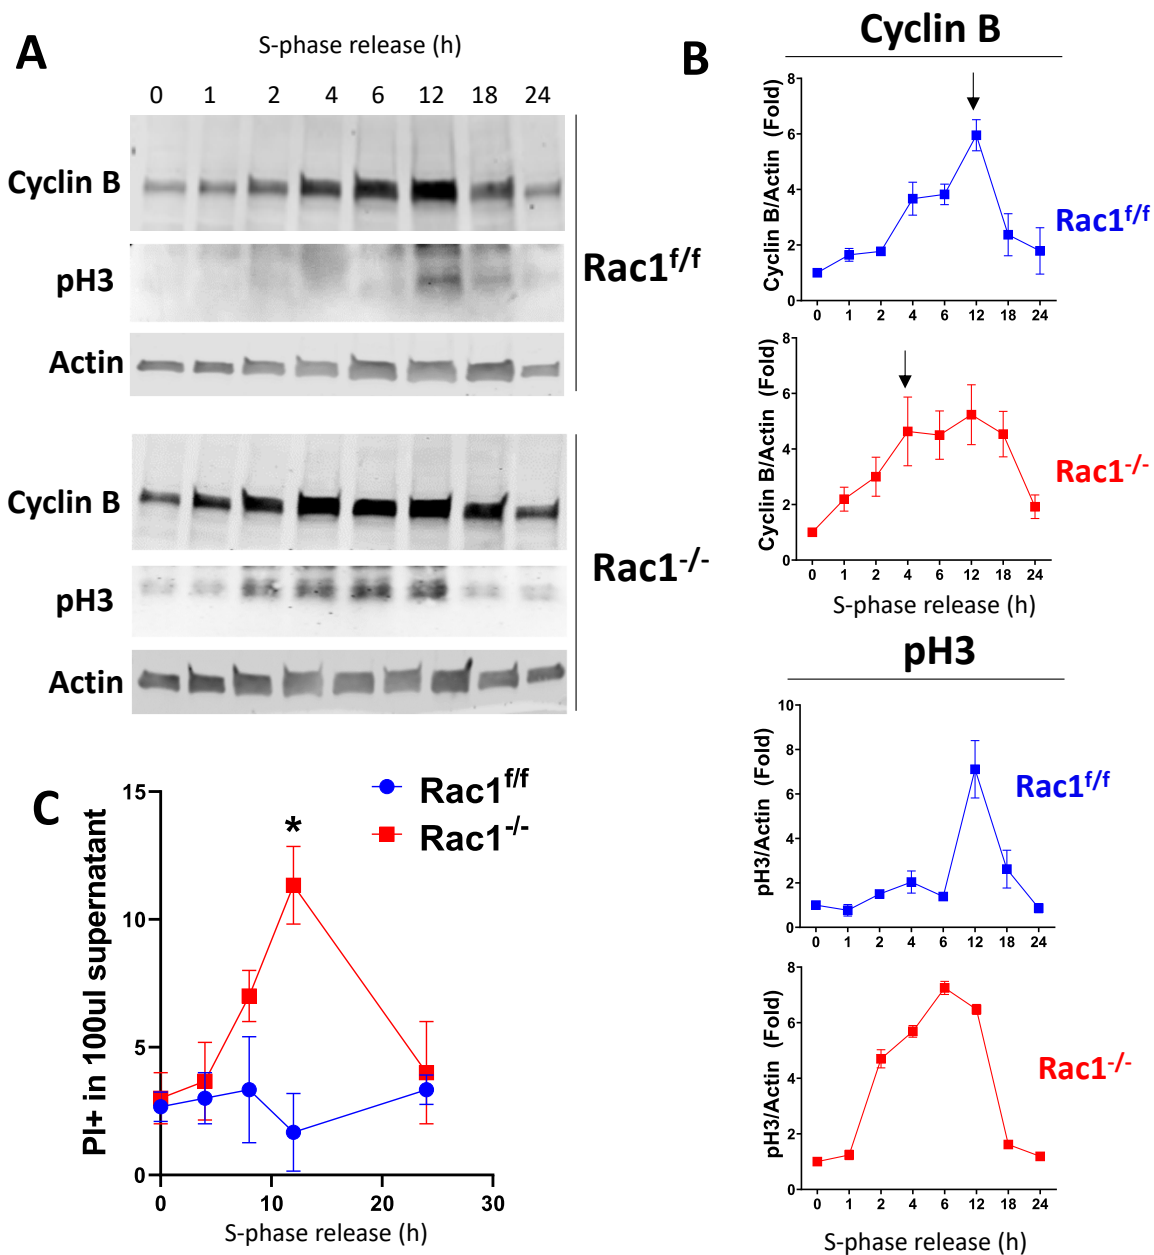 A
S-phase release (h)
0 1 2 4 6 12 18 24
Cyclin B
pH3
Actin
Rac1f/f
Cyclin B
pH3
Actin
Rac1-/-
B
Cyclin B
Cyclin B/Actin (Fold)
8
6
4
2
0
0 1 2 4 6 12 18 24
Rac1f/f
Cyclin B/Actin (Fold)
8
6
4
2
0
0 1 2 4 6 12 18 24
Rac1-/-
S-phase release (h)
pH3
pH3/Actin (Fold)
10
8
6
4
2
0
0 1 2 4 6 12 18 24
Rac1f/f
pH3/Actin (Fold)
8
6
4
2
0
0 1 2 4 6 12 18 24
Rac1-/-
S-phase release (h)
C
Rac1f/f
Rac1-/-
*
PI+ in 100ul supernatant
15
10
5
0
0 10 20 30
S-phase release (h)